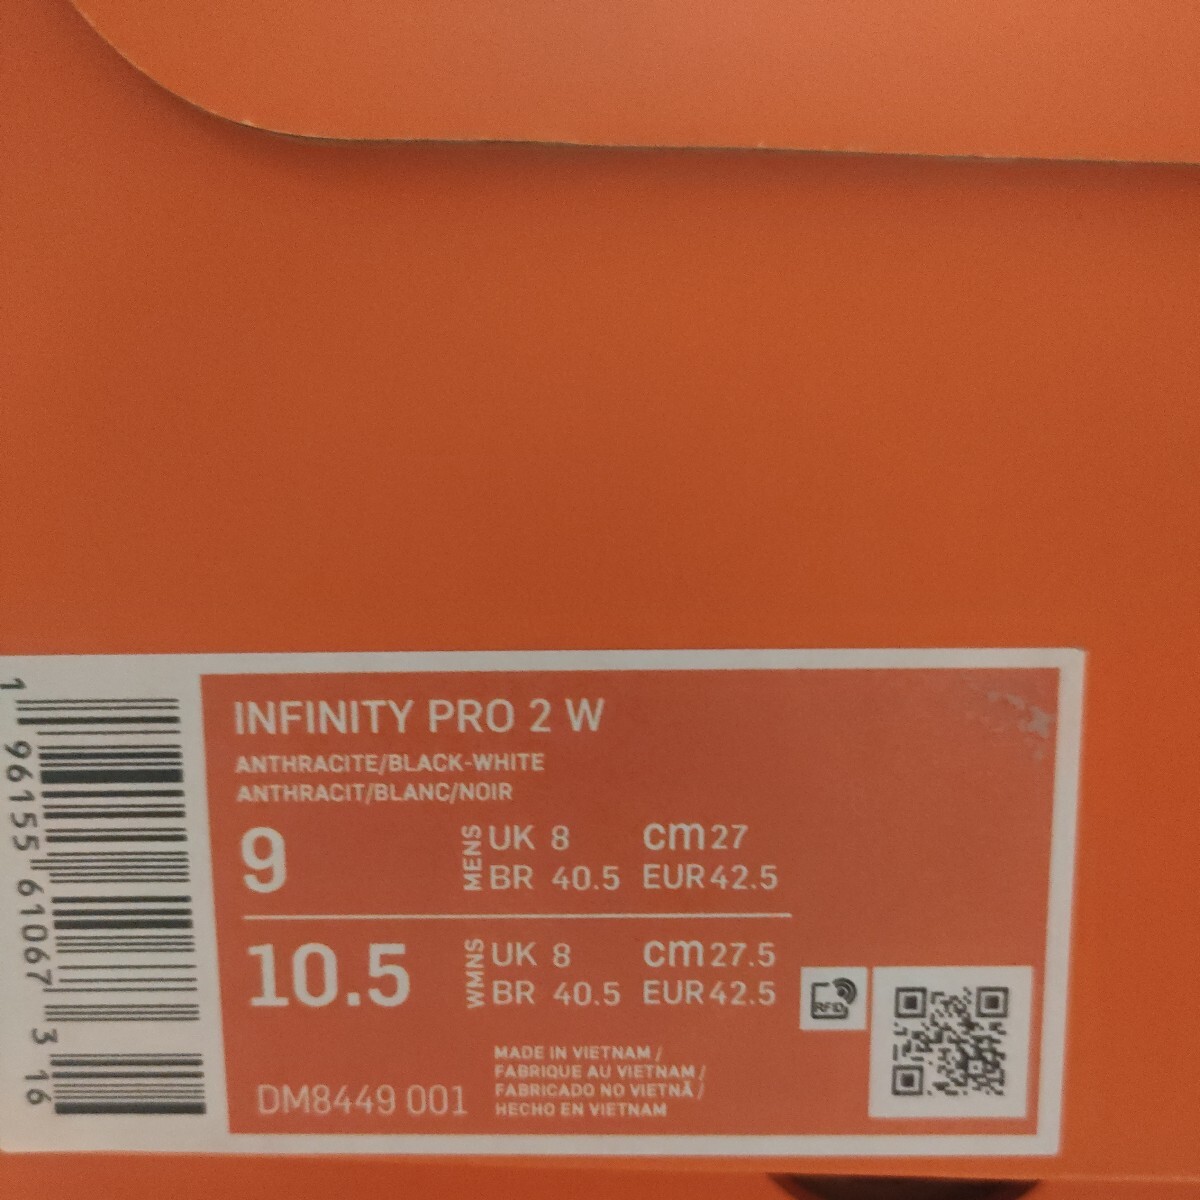 INFINITY PRO 2 W
ANTHRACITE/BLACK-WHITE
ANTHRACIT/BLANC/NOIR
9
MENS
UK 8 cm 27
BR 40.5 EUR 42.5
10.5
WMNS
UK 8 cm 27.5
BR 40.5 EUR 42.5
RFID
MADE IN VIETNAM /
FABRIQUE AU VIETNAM /
FABRICADO NO VIETNÃ /
HECHO EN VIETNAM
DM8449 001
1 96155 61067 3 16